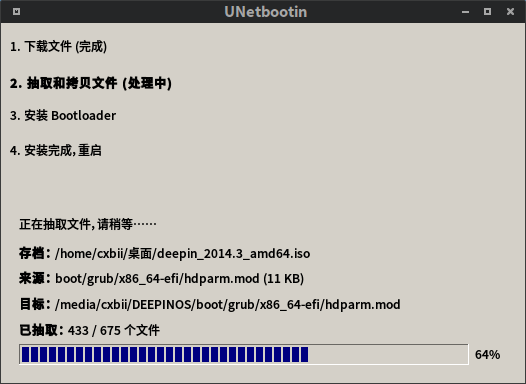 UNetbootin
1. 下载文件 (完成)
2. 抽取和拷贝文件 (处理中)
3. 安装 Bootloader
4. 安装完成, 重启
正在抽取文件, 请稍等……
存档： /home/cxbii/桌面/deepin_2014.3_amd64.iso
来源： boot/grub/x86_64-efi/hdparm.mod (11 KB)
目标： /media/cxbii/DEEPINOS/boot/grub/x86_64-efi/hdparm.mod
已抽取： 433 / 675 个文件
64%